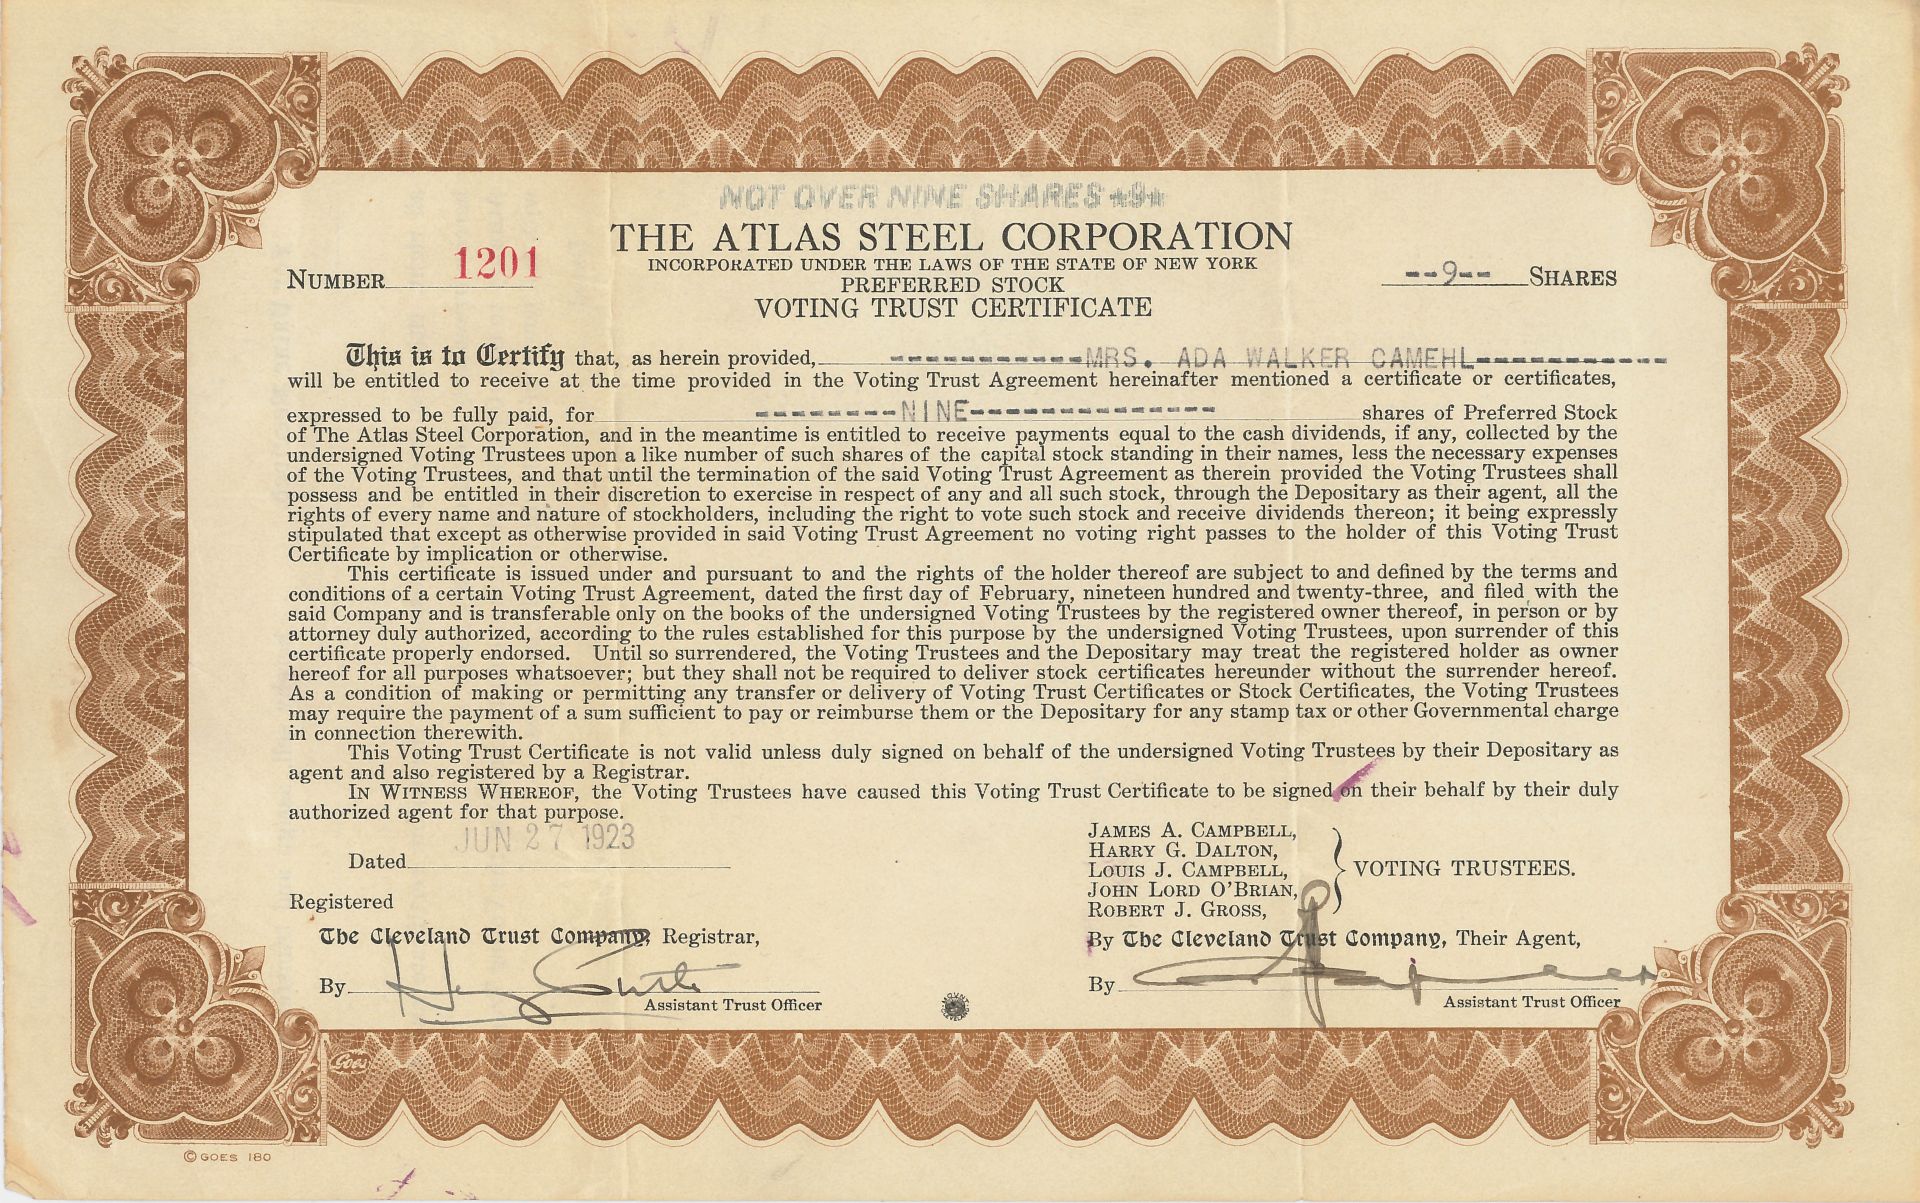 NOT OVER NINE SHARES *9*
THE ATLAS STEEL CORPORATION
INCORPORATED UNDER THE LAWS OF THE STATE OF NEW YORK
NUMBER 1201
--9-- SHARES
PREFERRED STOCK
VOTING TRUST CERTIFICATE
This is to Certify that, as herein provided, ------------MRS. ADA WALKER CAMEHL------------
will be entitled to receive at the time provided in the Voting Trust Agreement hereinafter mentioned a certificate or certificates,
expressed to be fully paid, for ---------NINE---------------- shares of Preferred Stock
of The Atlas Steel Corporation, and in the meantime is entitled to receive payments equal to the cash dividends, if any, collected by the
undersigned Voting Trustees upon a like number of such shares of the capital stock standing in their names, less the necessary expenses
of the Voting Trustees, and that until the termination of the said Voting Trust Agreement as therein provided the Voting Trustees shall
possess and be entitled in their discretion to exercise in respect of any and all such stock, through the Depositary as their agent, all the
rights of every name and nature of stockholders, including the right to vote such stock and receive dividends thereon; it being expressly
stipulated that except as otherwise provided in said Voting Trust Agreement no voting right passes to the holder of this Voting Trust
Certificate by implication or otherwise.
This certificate is issued under and pursuant to and the rights of the holder thereof are subject to and defined by the terms and
conditions of a certain Voting Trust Agreement, dated the first day of February, nineteen hundred and twenty-three, and filed with the
said Company and is transferable only on the books of the undersigned Voting Trustees by the registered owner thereof, in person or by
attorney duly authorized, according to the rules established for this purpose by the undersigned Voting Trustees, upon surrender of this
certificate properly endorsed. Until so surrendered, the Voting Trustees and the Depositary may treat the registered holder as owner
hereof for all purposes whatsoever; but they shall not be required to deliver stock certificates hereunder without the surrender hereof.
As a condition of making or permitting any transfer or delivery of Voting Trust Certificates or Stock Certificates, the Voting Trustees
may require the payment of a sum sufficient to pay or reimburse them or the Depositary for any stamp tax or other Governmental charge
in connection therewith.
This Voting Trust Certificate is not valid unless duly signed on behalf of the undersigned Voting Trustees by their Depositary as
agent and also registered by a Registrar.
IN WITNESS WHEREOF, the Voting Trustees have caused this Voting Trust Certificate to be signed on their behalf by their duly
authorized agent for that purpose.
JUN 27 1923
Dated
Registered
The Cleveland Trust Company, Registrar,
By
Assistant Trust Officer
JAMES A. CAMPBELL,
HARRY G. DALTON,
LOUIS J. CAMPBELL,
JOHN LORD O'BRIAN,
ROBERT J. GROSS,
VOTING TRUSTEES.
By The Cleveland Trust Company, Their Agent,
By
Assistant Trust Officer
Goes
© GOES 180